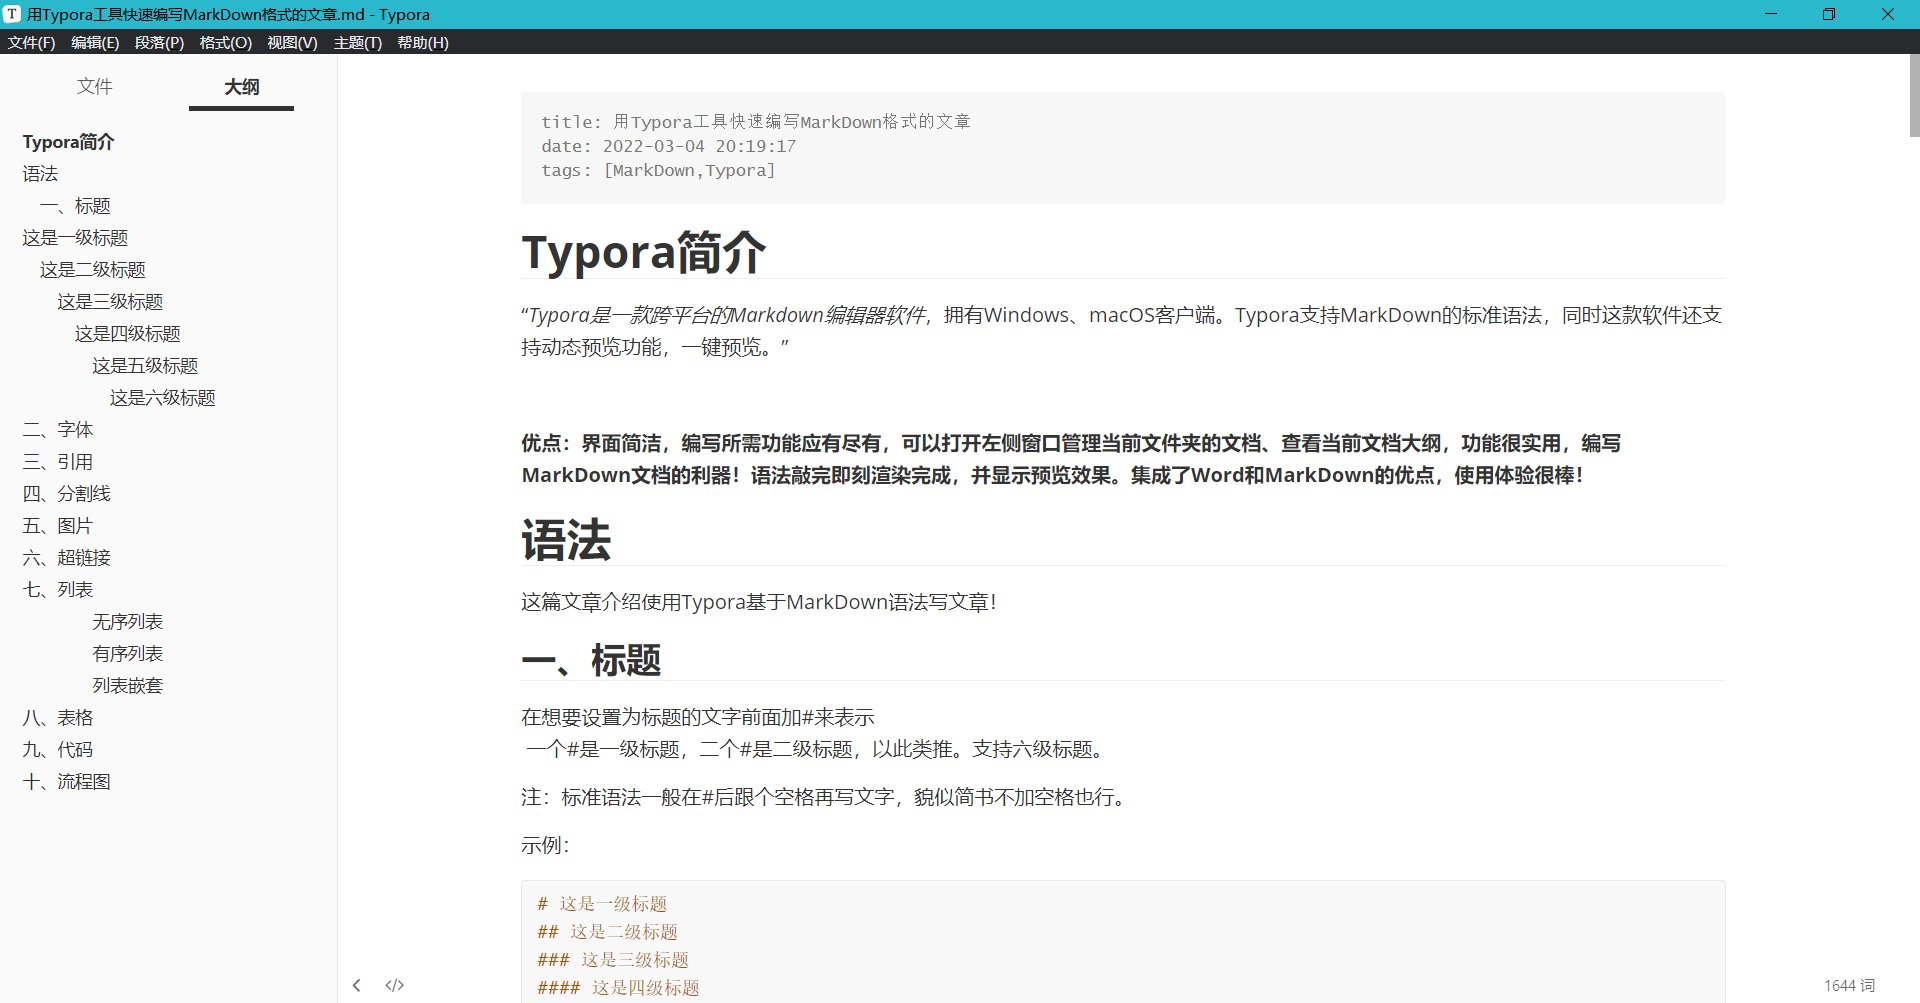 T 用Typora工具快速编写MarkDown格式的文章.md - Typora
文件(F) 编辑(E) 段落(P) 格式(O) 视图(V) 主题(T) 帮助(H)
文件 大纲
Typora简介
语法
一、标题
这是一级标题
这是二级标题
这是三级标题
这是四级标题
这是五级标题
这是六级标题
二、字体
三、引用
四、分割线
五、图片
六、超链接
七、列表
无序列表
有序列表
列表嵌套
八、表格
九、代码
十、流程图
title: 用Typora工具快速编写MarkDown格式的文章
date: 2022-03-04 20:19:17
tags: [MarkDown,Typora]
Typora简介
“Typora是一款跨平台的Markdown编辑器软件，拥有Windows、macOS客户端。Typora支持MarkDown的标准语法，同时这款软件还支
持动态预览功能，一键预览。”
优点：界面简洁，编写所需功能应有尽有，可以打开左侧窗口管理当前文件夹的文档、查看当前文档大纲，功能很实用，编写
MarkDown文档的利器！语法敲完即刻渲染完成，并显示预览效果。集成了Word和MarkDown的优点，使用体验很棒！
语法
这篇文章介绍使用Typora基于MarkDown语法写文章！
一、标题
在想要设置为标题的文字前面加#来表示
一个#是一级标题，二个#是二级标题，以此类推。支持六级标题。
注：标准语法一般在#后跟个空格再写文字，貌似简书不加空格也行。
示例：
# 这是一级标题
## 这是二级标题
### 这是三级标题
#### 这是四级标题
</> 1644 词